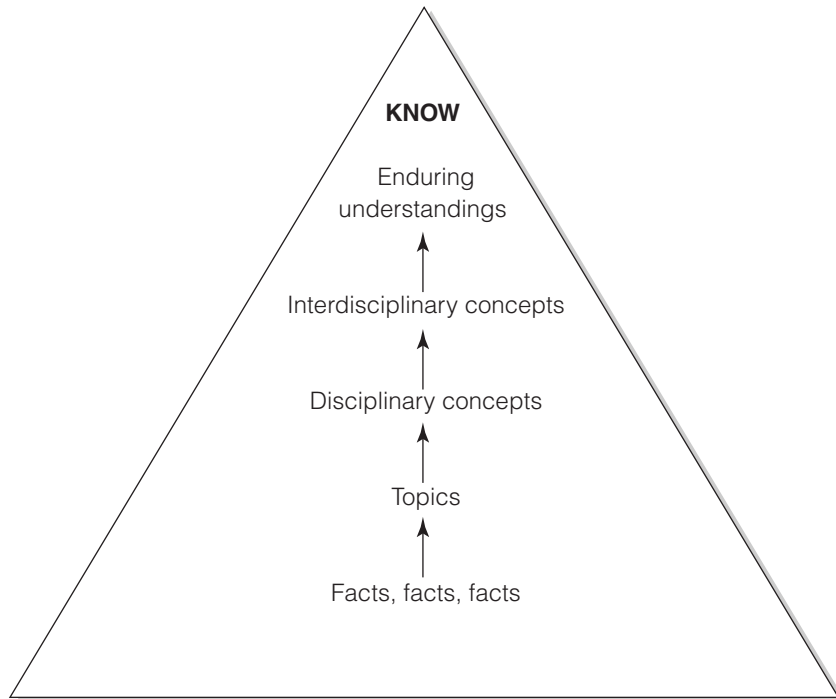 KNOW
Enduring
understandings
Interdisciplinary concepts
Disciplinary concepts
Topics
Facts, facts, facts